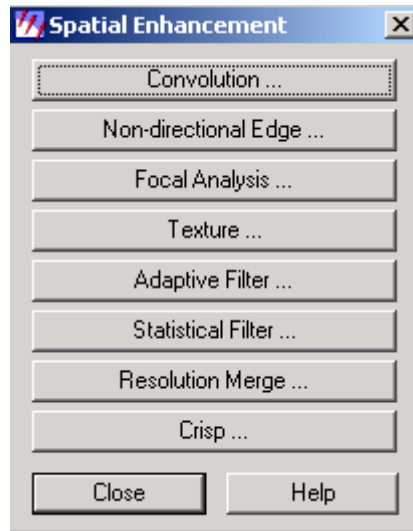 Spatial Enhancement
Convolution ...
Non-directional Edge ...
Focal Analysis ...
Texture ...
Adaptive Filter ...
Statistical Filter ...
Resolution Merge ...
Crisp ...
Close Help